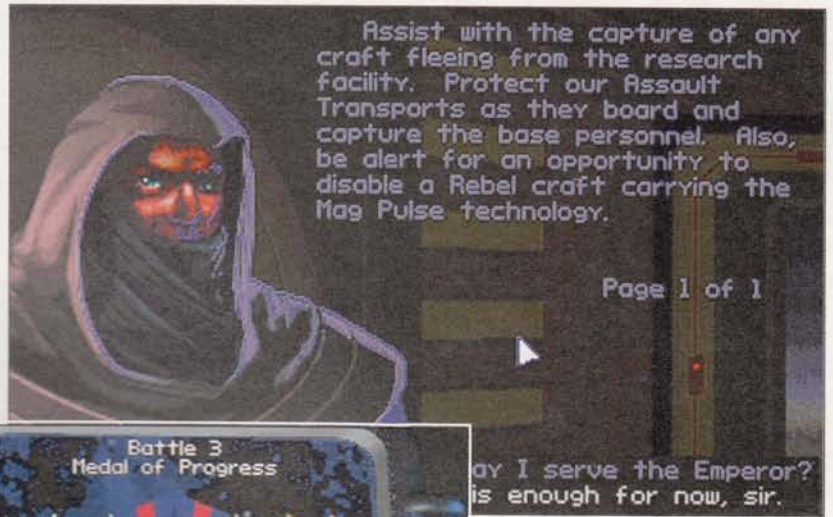 Assist with the capture of any
craft fleeing from the research
facility. Protect our Assault
Transports as they board and
capture the base personnel. Also,
be alert for an opportunity to
disable a Rebel craft carrying the
Mag Pulse technology.
Page 1 of 1
ay I serve the Emperor?
is enough for now, sir.
Battle 3
Medal of Progress